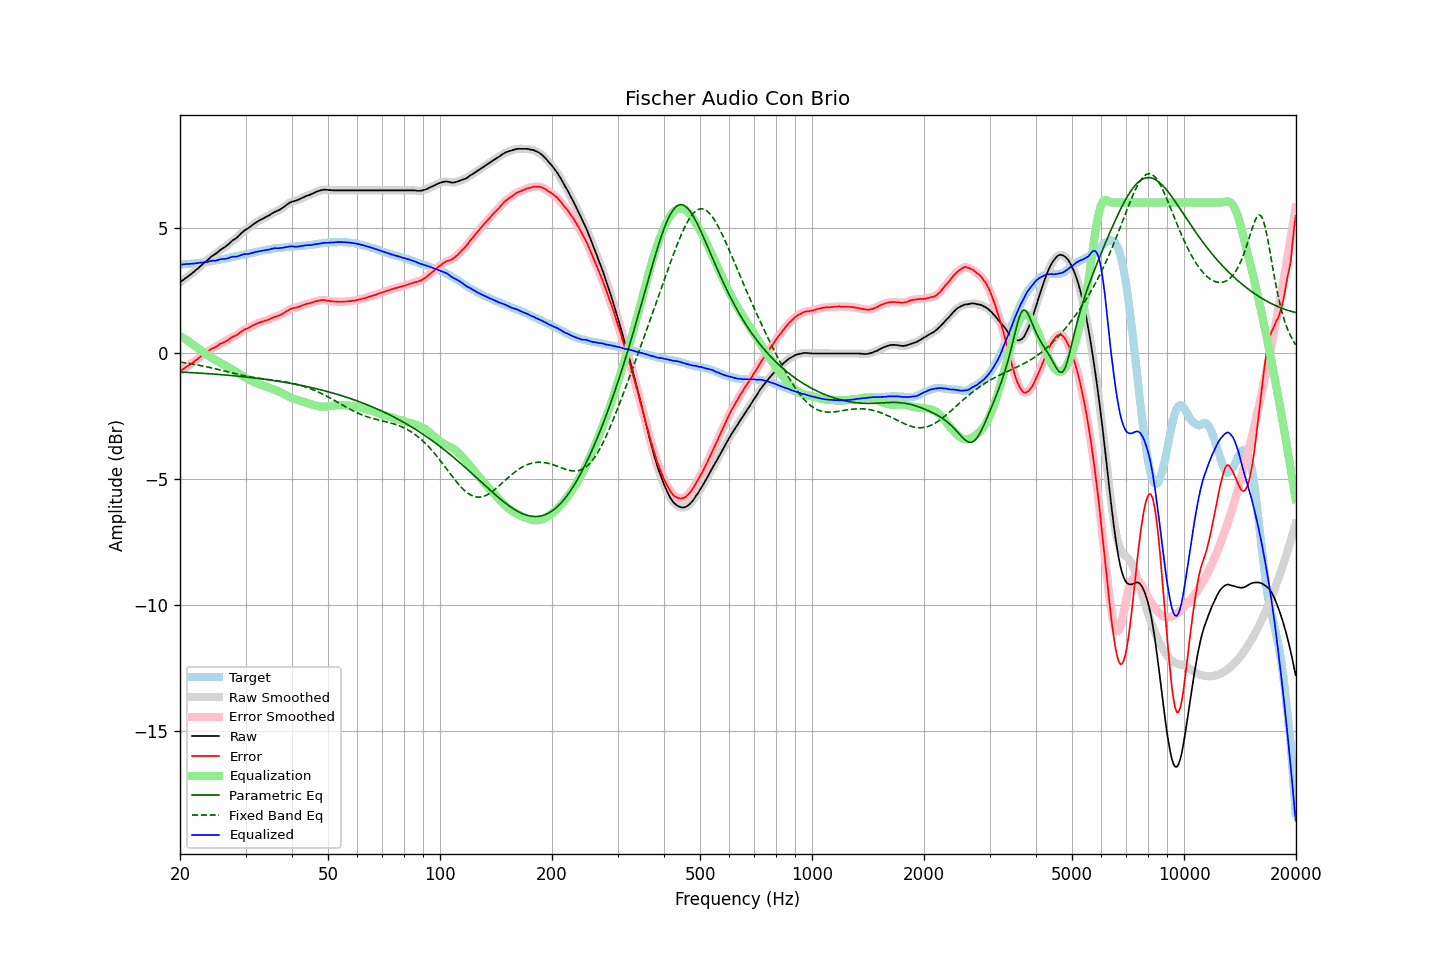 Fischer Audio Con Brio
Amplitude (dBr)
5
0
−5
−10
−15
Target
Raw Smoothed
Error Smoothed
Raw
Error
Equalization
Parametric Eq
Fixed Band Eq
Equalized
20 50 100 200 500 1000 2000 5000 10000 20000
Frequency (Hz)